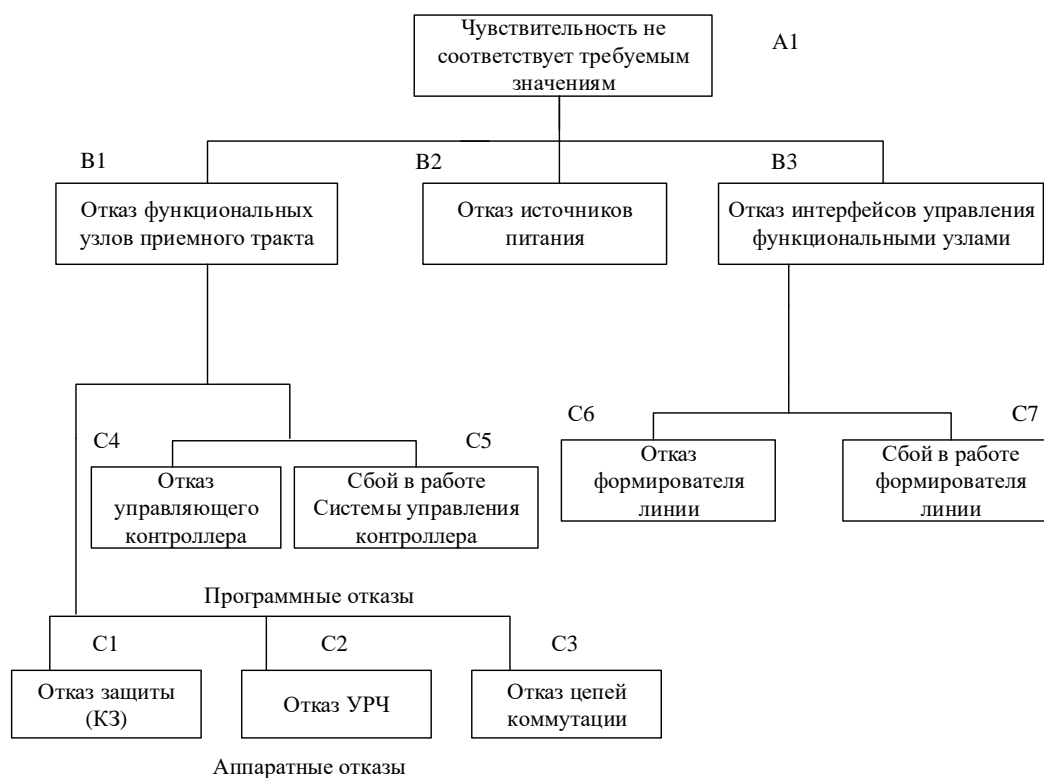 Чувствительность не
соответствует требуемым
значениям
А1
В1
В2
В3
Отказ функциональных
узлов приемного тракта
Отказ источников
питания
Отказ интерфейсов управления
функциональными узлами
С4
С5
С6
С7
Отказ
управляющего
контроллера
Сбой в работе
Системы управления
контроллера
Отказ
формирователя
линии
Сбой в работе
формирователя
линии
Программные отказы
С1
С2
С3
Отказ защиты
(КЗ)
Отказ УРЧ
Отказ цепей
коммутации
Аппаратные отказы